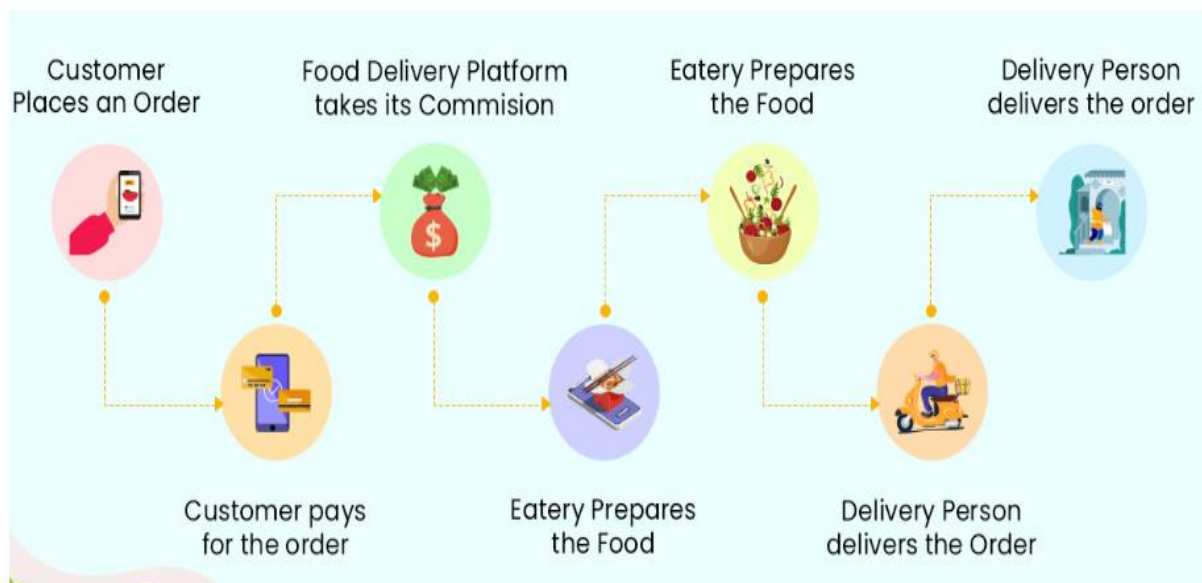 Customer
Places an Order
Food Delivery Platform
takes its Commision
Eatery Prepares
the Food
Delivery Person
delivers the order
$
Customer pays
for the order
Eatery Prepares
the Food
Delivery Person
delivers the Order